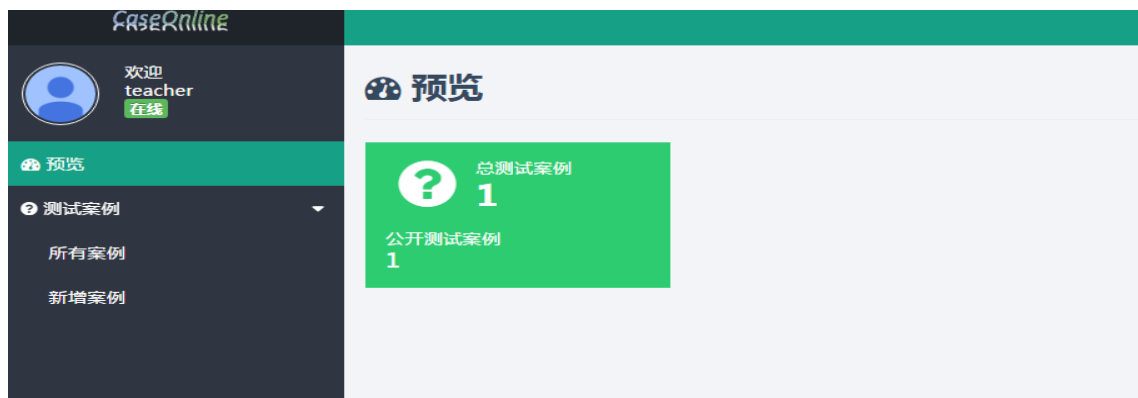 CaseOnline
欢迎
teacher
在线
预览
测试案例
所有案例
新增案例
预览
总测试案例
1
公开测试案例
1